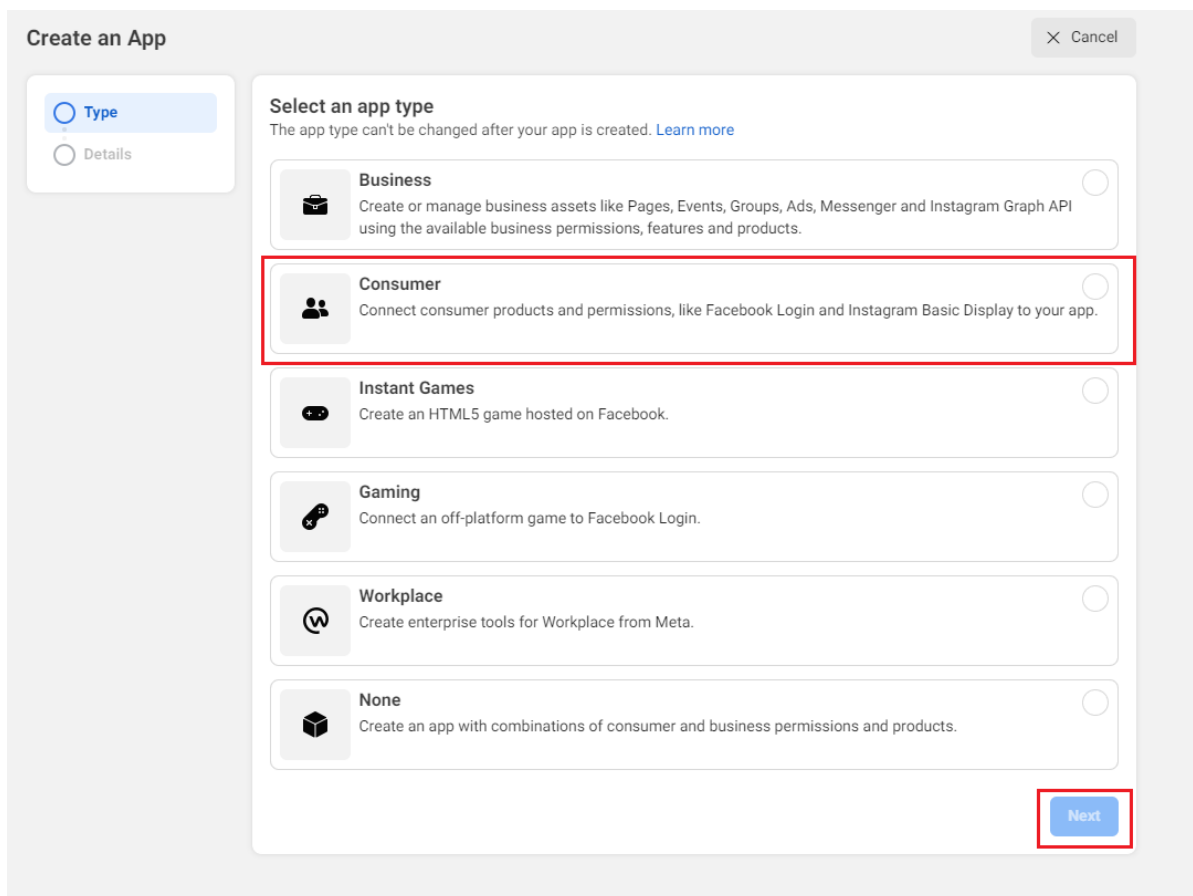 Create an App
Cancel
Type
Details
Select an app type
The app type can't be changed after your app is created. Learn more
Business
Create or manage business assets like Pages, Events, Groups, Ads, Messenger and Instagram Graph API
using the available business permissions, features and products.
Consumer
Connect consumer products and permissions, like Facebook Login and Instagram Basic Display to your app.
Instant Games
Create an HTML5 game hosted on Facebook.
Gaming
Connect an off-platform game to Facebook Login.
Workplace
Create enterprise tools for Workplace from Meta.
None
Create an app with combinations of consumer and business permissions and products.
Next